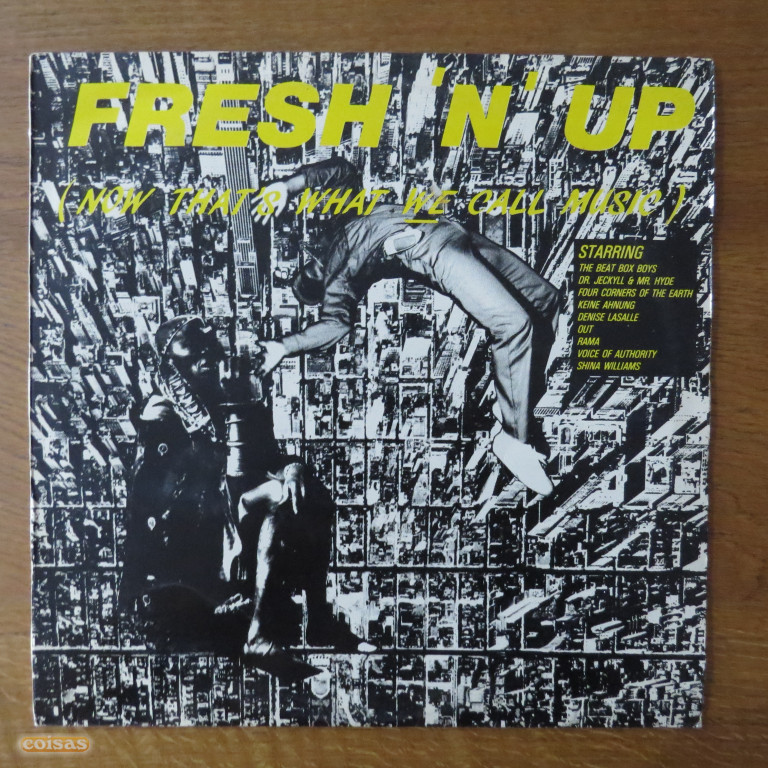 FRESH 'N' UP
(NOW THAT'S WHAT WE CALL MUSIC)
STARRING
THE BEAT BOX BOYS
DR. JECKYLL & MR. HYDE
FOUR CORNERS OF THE EARTH
KEINE AHNUNG
DENISE LASALLE
OUT
RAMA
VOICE OF AUTHORITY
SHINA WILLIAMS
coisas